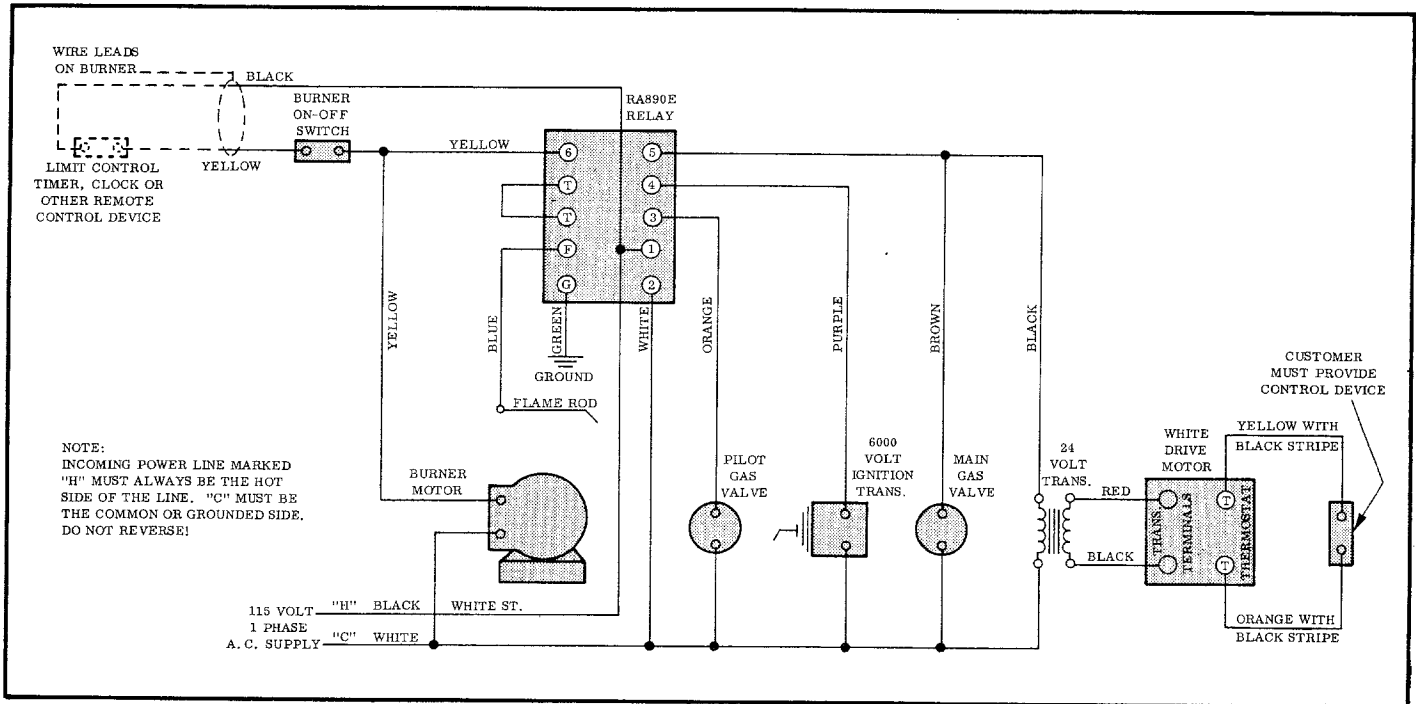 WIRE LEADS
ON BURNER
BLACK
BURNER
ON-OFF
SWITCH
RA890E
RELAY
YELLOW
YELLOW
LIMIT CONTROL
TIMER, CLOCK OR
OTHER REMOTE
CONTROL DEVICE
6
5
T
4
T
3
F
1
G
2
YELLOW
BLUE
GREEN
WHITE
ORANGE
PURPLE
BROWN
BLACK
GROUND
FLAME ROD
CUSTOMER
MUST PROVIDE
CONTROL DEVICE
NOTE:
INCOMING POWER LINE MARKED
"H" MUST ALWAYS BE THE HOT
SIDE OF THE LINE. "C" MUST BE
THE COMMON OR GROUNDED SIDE.
DO NOT REVERSE!
BURNER
MOTOR
PILOT
GAS
VALVE
6000
VOLT
IGNITION
TRANS.
MAIN
GAS
VALVE
24
VOLT
TRANS.
WHITE
DRIVE
MOTOR
RED
BLACK
TRANS
TERMINALS
T
T
THERMOSTAT
YELLOW WITH
BLACK STRIPE
ORANGE WITH
BLACK STRIPE
115 VOLT "H" BLACK WHITE ST.
1 PHASE
A.C. SUPPLY "C" WHITE